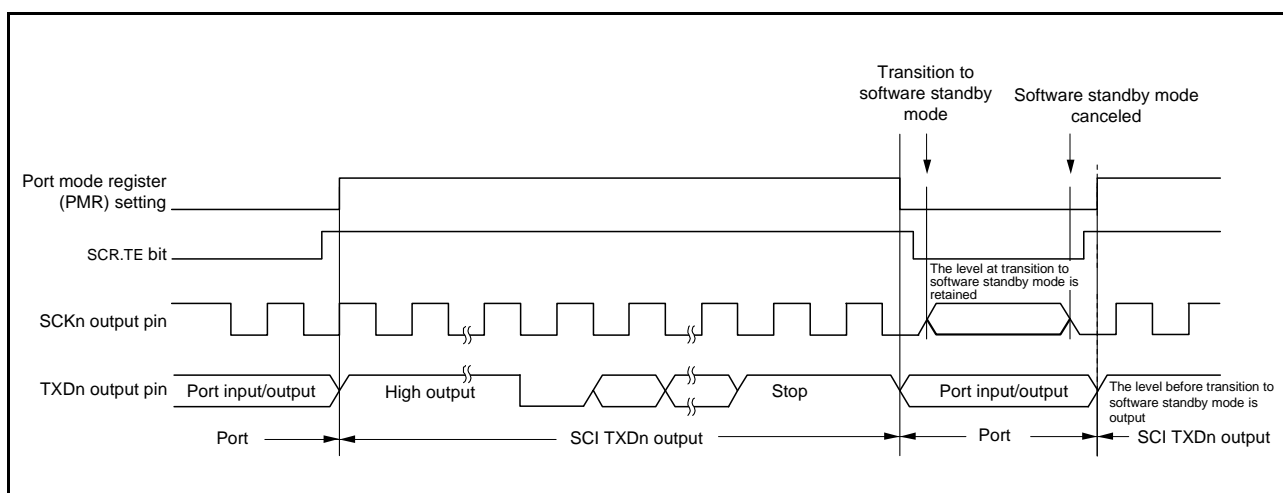 Transition to
software standby
mode
Software standby mode
canceled
Port mode register
(PMR) setting
SCR.TE bit
The level at transition to
software standby mode is
retained
SCKn output pin
TXDn output pin
Port input/output
High output
Stop
Port input/output
The level before transition to
software standby mode is
output
Port
SCI TXDn output
Port
SCI TXDn output